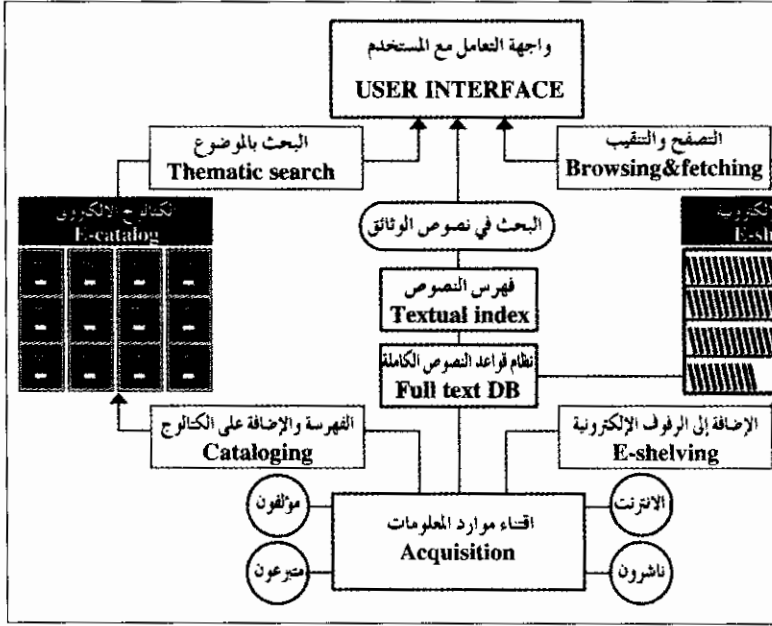 واجهة التعامل مع المستخدم
USER INTERFACE
البحث بالموضوع
Thematic search
التصفح والتنقيب
Browsing&fetching
الكتالوج الالكترونى
E-catalog
البحث في نصوص الوثائق
فهرس النصوص
Textual index
نظام قواعد النصوص الكاملة
Full text DB
الفهرسة والإضافة على الكتالوج
Cataloging
الإضافة إلى الرفوف الإلكترونية
E-shelving
مؤلفون
الانترنت
اقتناء موارد المعلومات
Acquisition
متبرعون
ناشرون